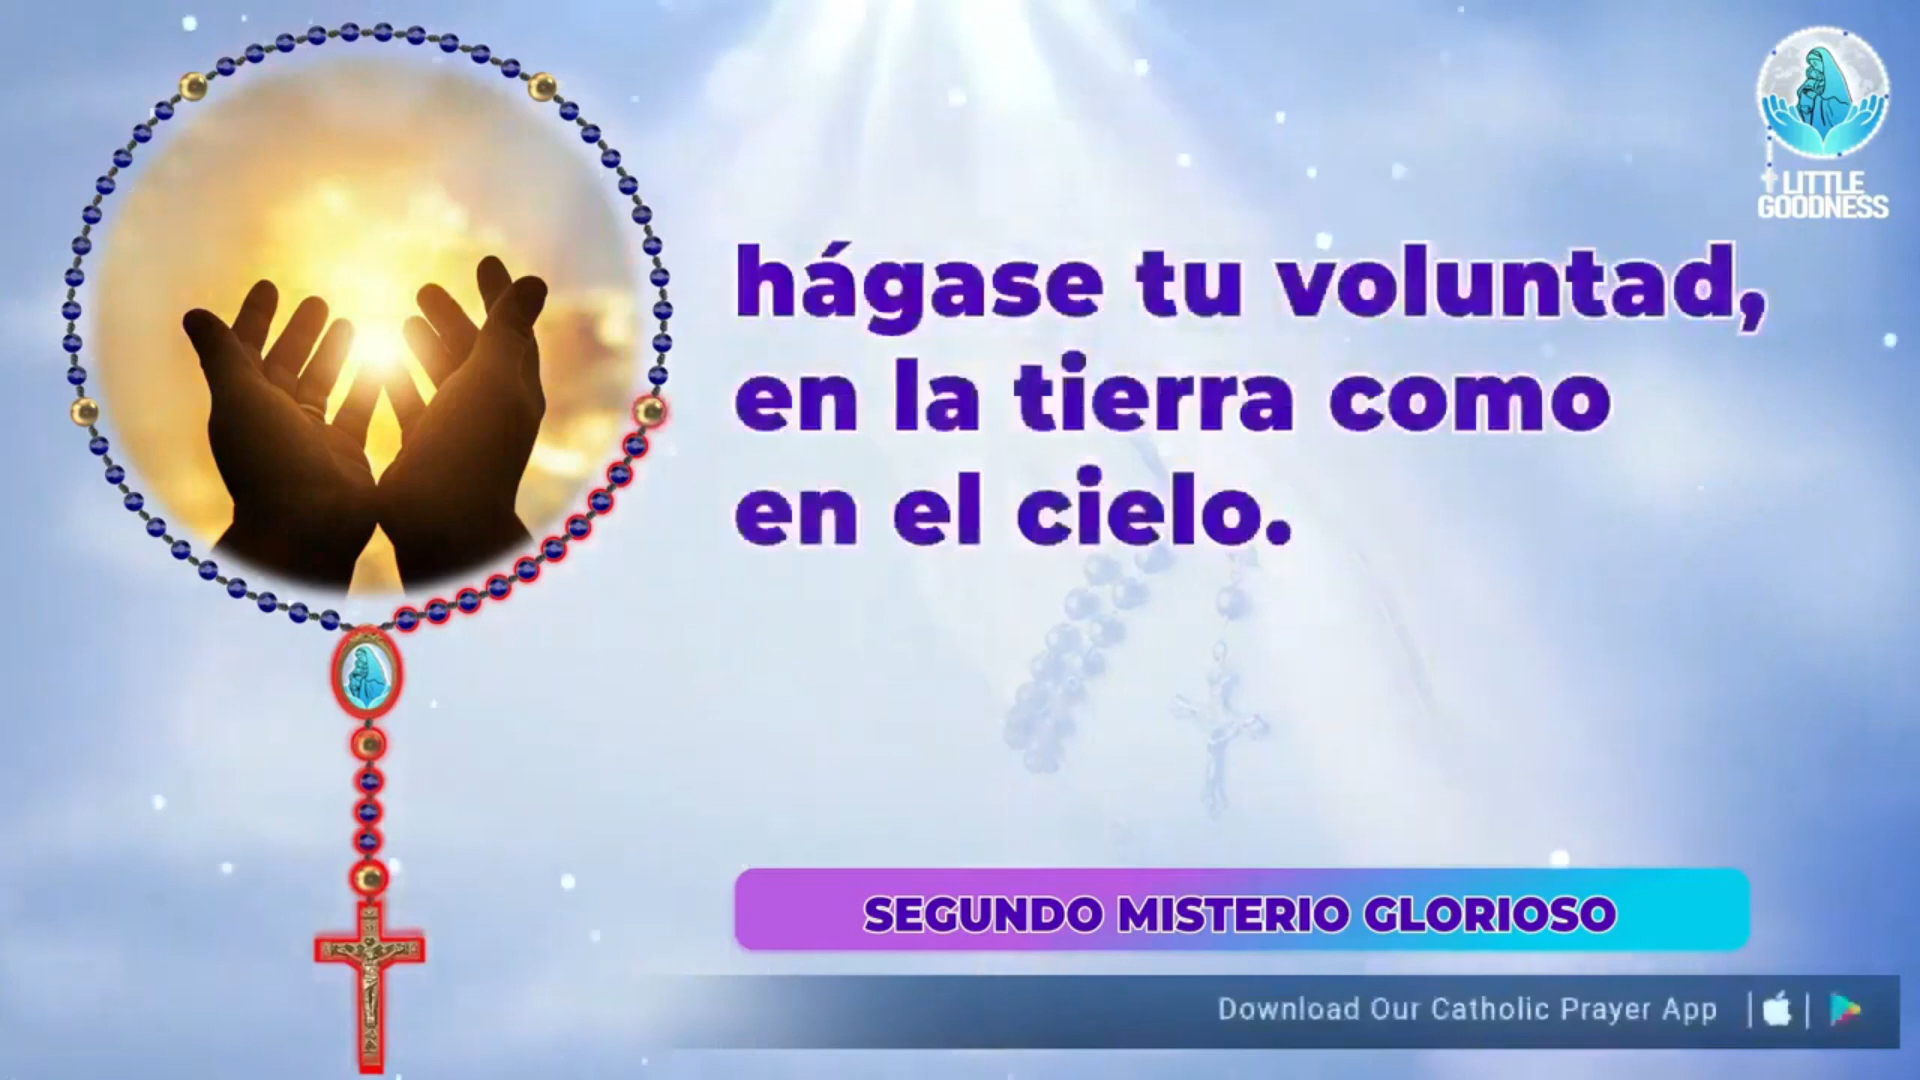 LITTLE
GOODNESS
hágase tu voluntad,
en la tierra como
en el cielo.
SEGUNDO MISTERIO GLORIOSO
Download Our Catholic Prayer App